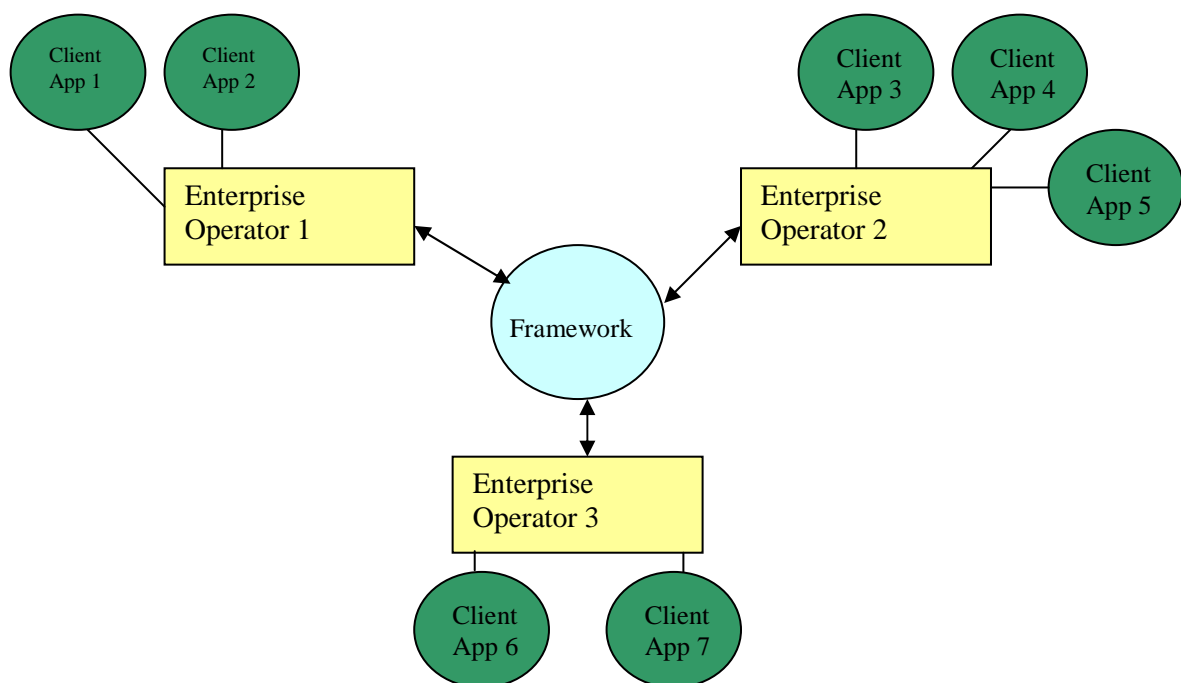 Client
App 1
Client
App 2
Client
App 3
Client
App 4
Client
App 5
Enterprise
Operator 1
Enterprise
Operator 2
Framework
Enterprise
Operator 3
Client
App 6
Client
App 7